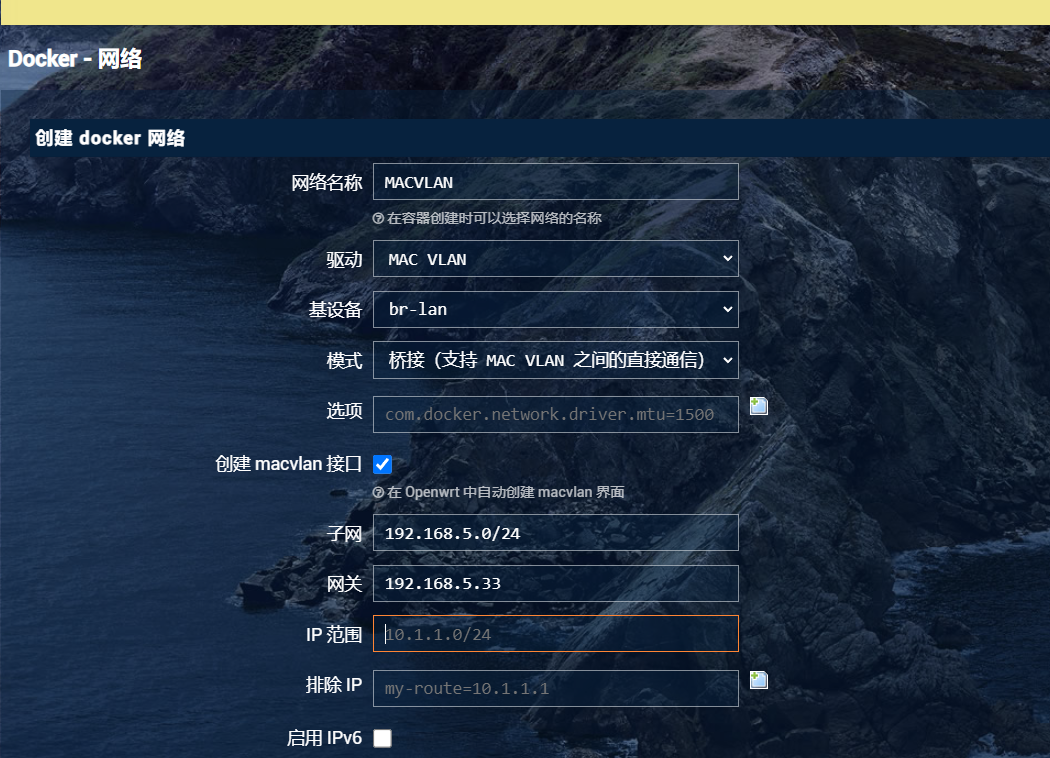 Docker - 网络
创建 docker 网络
网络名称 MACVLAN
在容器创建时可以选择网络的名称
驱动 MAC VLAN
基设备 br-lan
模式 桥接（支持 MAC VLAN 之间的直接通信）
选项 com.docker.network.driver.mtu=1500
创建 macvlan 接口
在 Openwrt 中自动创建 macvlan 界面
子网 192.168.5.0/24
网关 192.168.5.33
IP 范围 10.1.1.0/24
排除 IP my-route=10.1.1.1
启用 IPv6